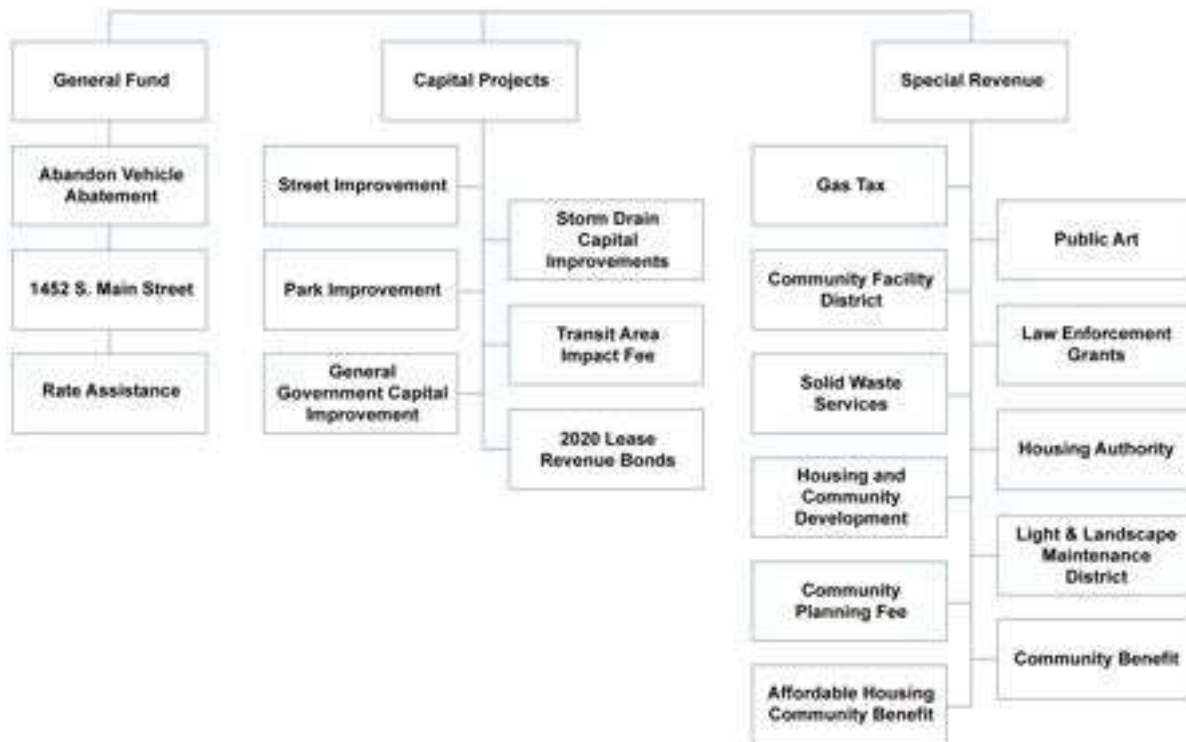 General Fund
Capital Projects
Special Revenue
Abandon Vehicle
Abatement
1452 S. Main Street
Rate Assistance
Street Improvement
Storm Drain
Capital
Improvements
Park Improvement
Transit Area
Impact Fee
General
Government Capital
Improvement
2020 Lease
Revenue Bonds
Gas Tax
Public Art
Community Facility
District
Law Enforcement
Grants
Solid Waste
Services
Housing Authority
Housing and
Community
Development
Light & Landscape
Maintenance
District
Community
Planning Fee
Community Benefit
Affordable Housing
Community Benefit